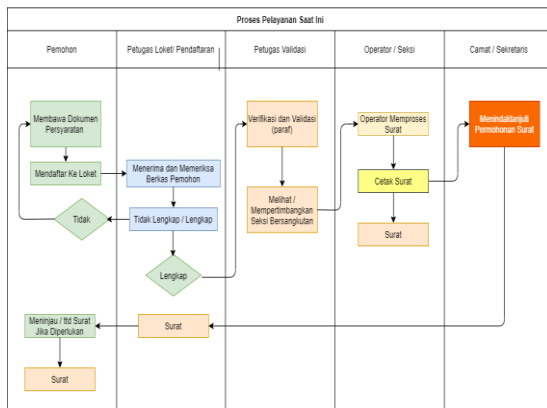 Proses Pelayanan Saat Ini
Pemohon
Petugas Loket/ Pendaftaran
Petugas Validasi
Operator / Seksi
Camat / Sekretaris
Membawa Dokumen
Persyaratan
Mendaftar Ke Loket
Tidak
Menerima dan Memeriksa
Berkas Pemohon
Tidak Lengkap / Lengkap
Lengkap
Verifikasi dan Validasi
(paraf)
Melihat /
Mempertimbangkan
Seksi Bersangkutan
Operator Memproses
Surat
Cetak Surat
Surat
Menindaklanjuti
Permohonan Surat
Surat
Meninjau / ttd Surat
Jika Diperlukan
Surat